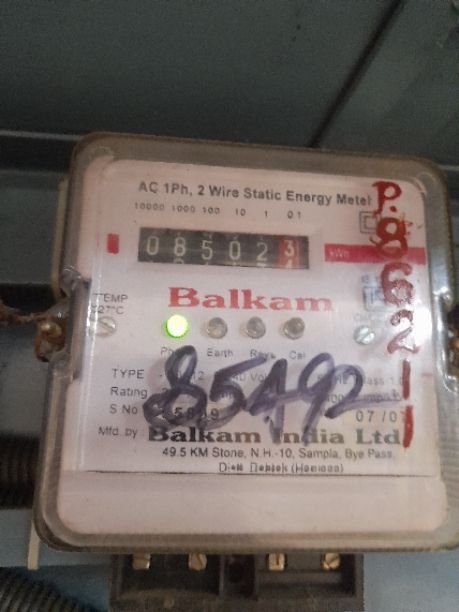 AC 1Ph, 2 Wire Static Energy Meter
10000 1000 100 10 1 0.1
085023
kWh
Balkam
TEMP
27°C
Earth Rev. Cal
TYPE
Rating
S No
07/07
Mfd. by Balkam India Ltd
49.5 KM Stone, N.H.-10, Sampla, Bye Pass,
P.86211
85492